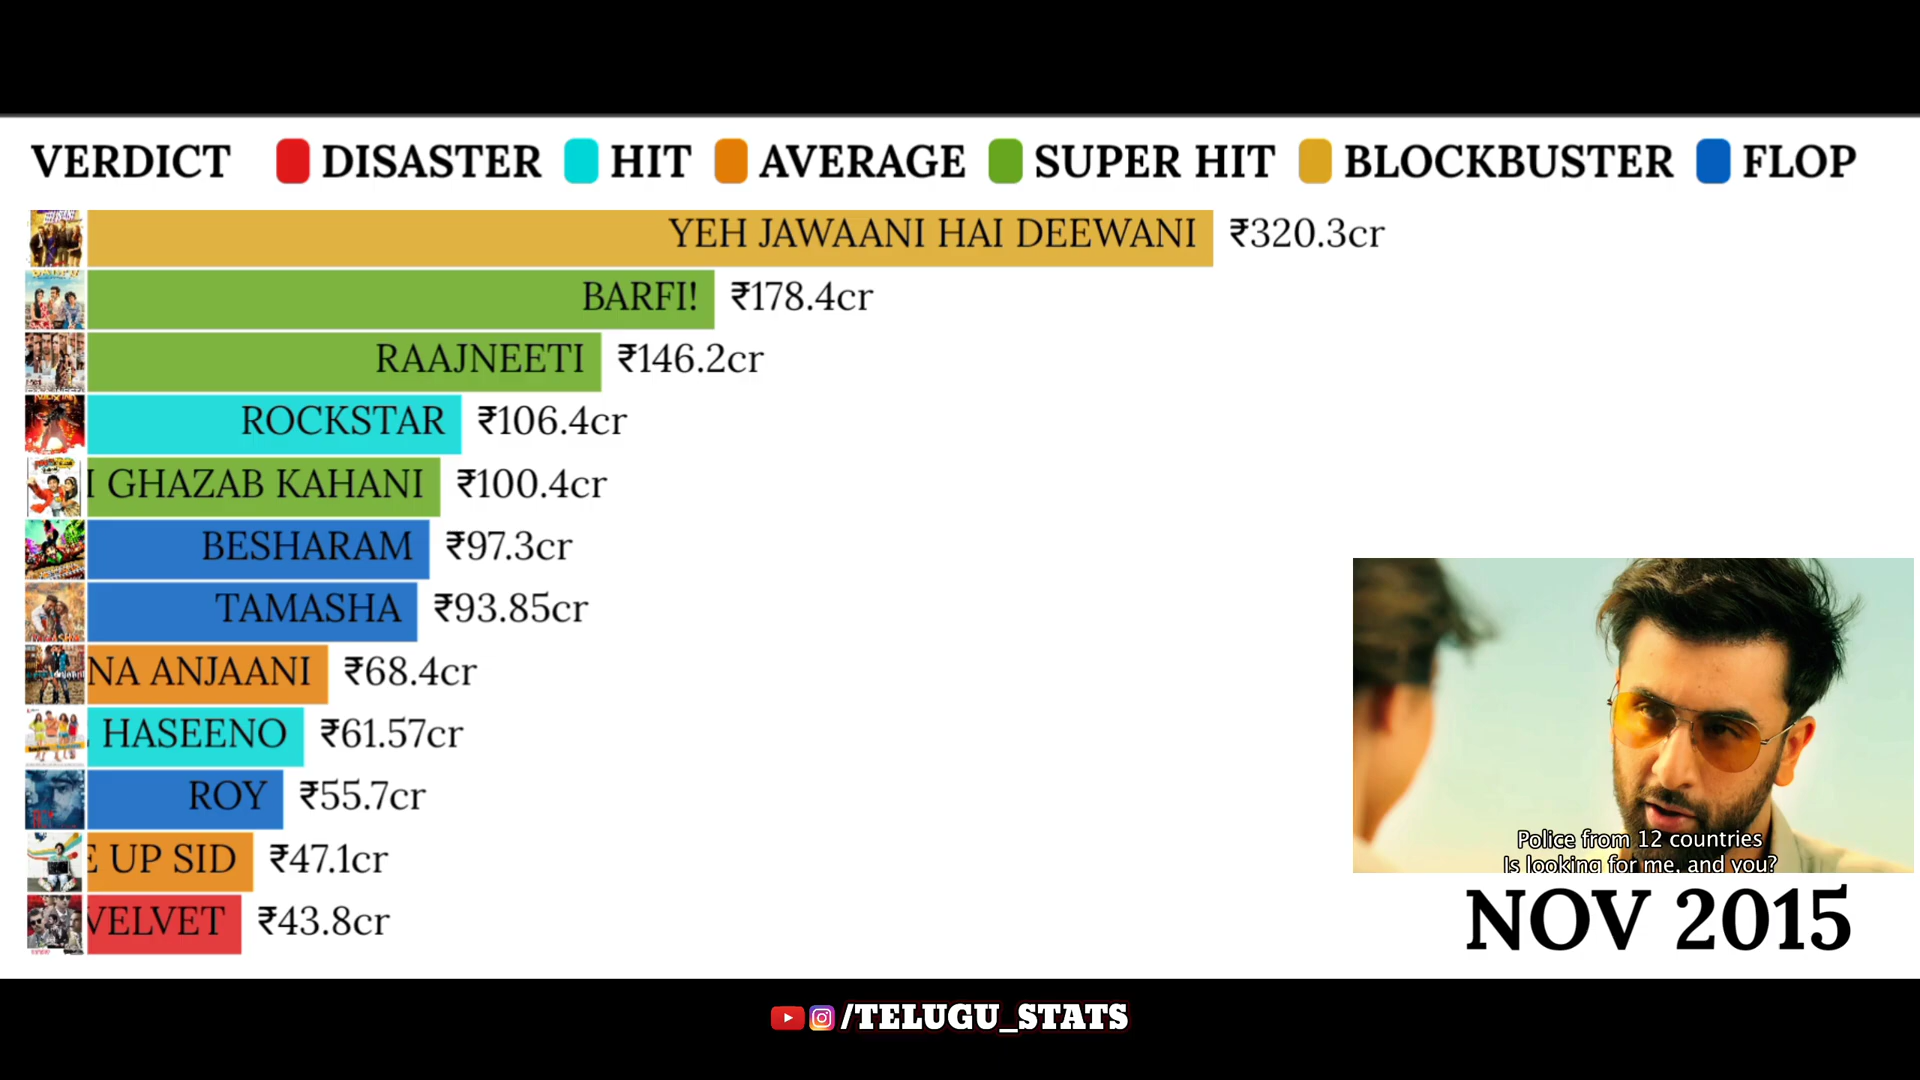 VERDICT DISASTER HIT AVERAGE SUPER HIT BLOCKBUSTER FLOP
YEH JAWAANI HAI DEEWANI ₹320.3cr
BARFI! ₹178.4cr
RAAJNEETI ₹146.2cr
ROCKSTAR ₹106.4cr
I GHAZAB KAHANI ₹100.4cr
BESHARAM ₹97.3cr
TAMASHA ₹93.85cr
NA ANJAANI ₹68.4cr
HASEENO ₹61.57cr
ROY ₹55.7cr
E UP SID ₹47.1cr
VELVET ₹43.8cr
Police from 12 countries
Is looking for me, and you?
NOV 2015
/TELUGU_STATS